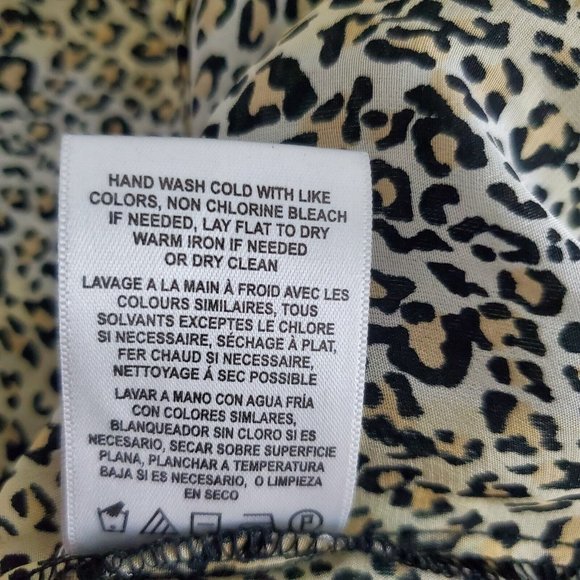 HAND WASH COLD WITH LIKE
COLORS, NON CHLORINE BLEACH
IF NEEDED, LAY FLAT TO DRY
WARM IRON IF NEEDED
OR DRY CLEAN
LAVAGE A LA MAIN À FROID AVEC LES
COLOURS SIMILAIRES, TOUS
SOLVANTS EXCEPTES LE CHLORE
SI NECESSAIRE, SÉCHAGE À PLAT,
FER CHAUD SI NECESSAIRE,
NETTOYAGE Á SEC POSSIBLE
LAVAR A MANO CON AGUA FRÍA
CON COLORES SIMLARES,
BLANQUEADOR SIN CLORO SI ES
NECESARIO, SECAR SOBRE SUPERFICIE
PLANA, PLANCHAR A TEMPERATURA
BAJA SI ES NECESARIO, O LIMPIEZA
EN SECO
P